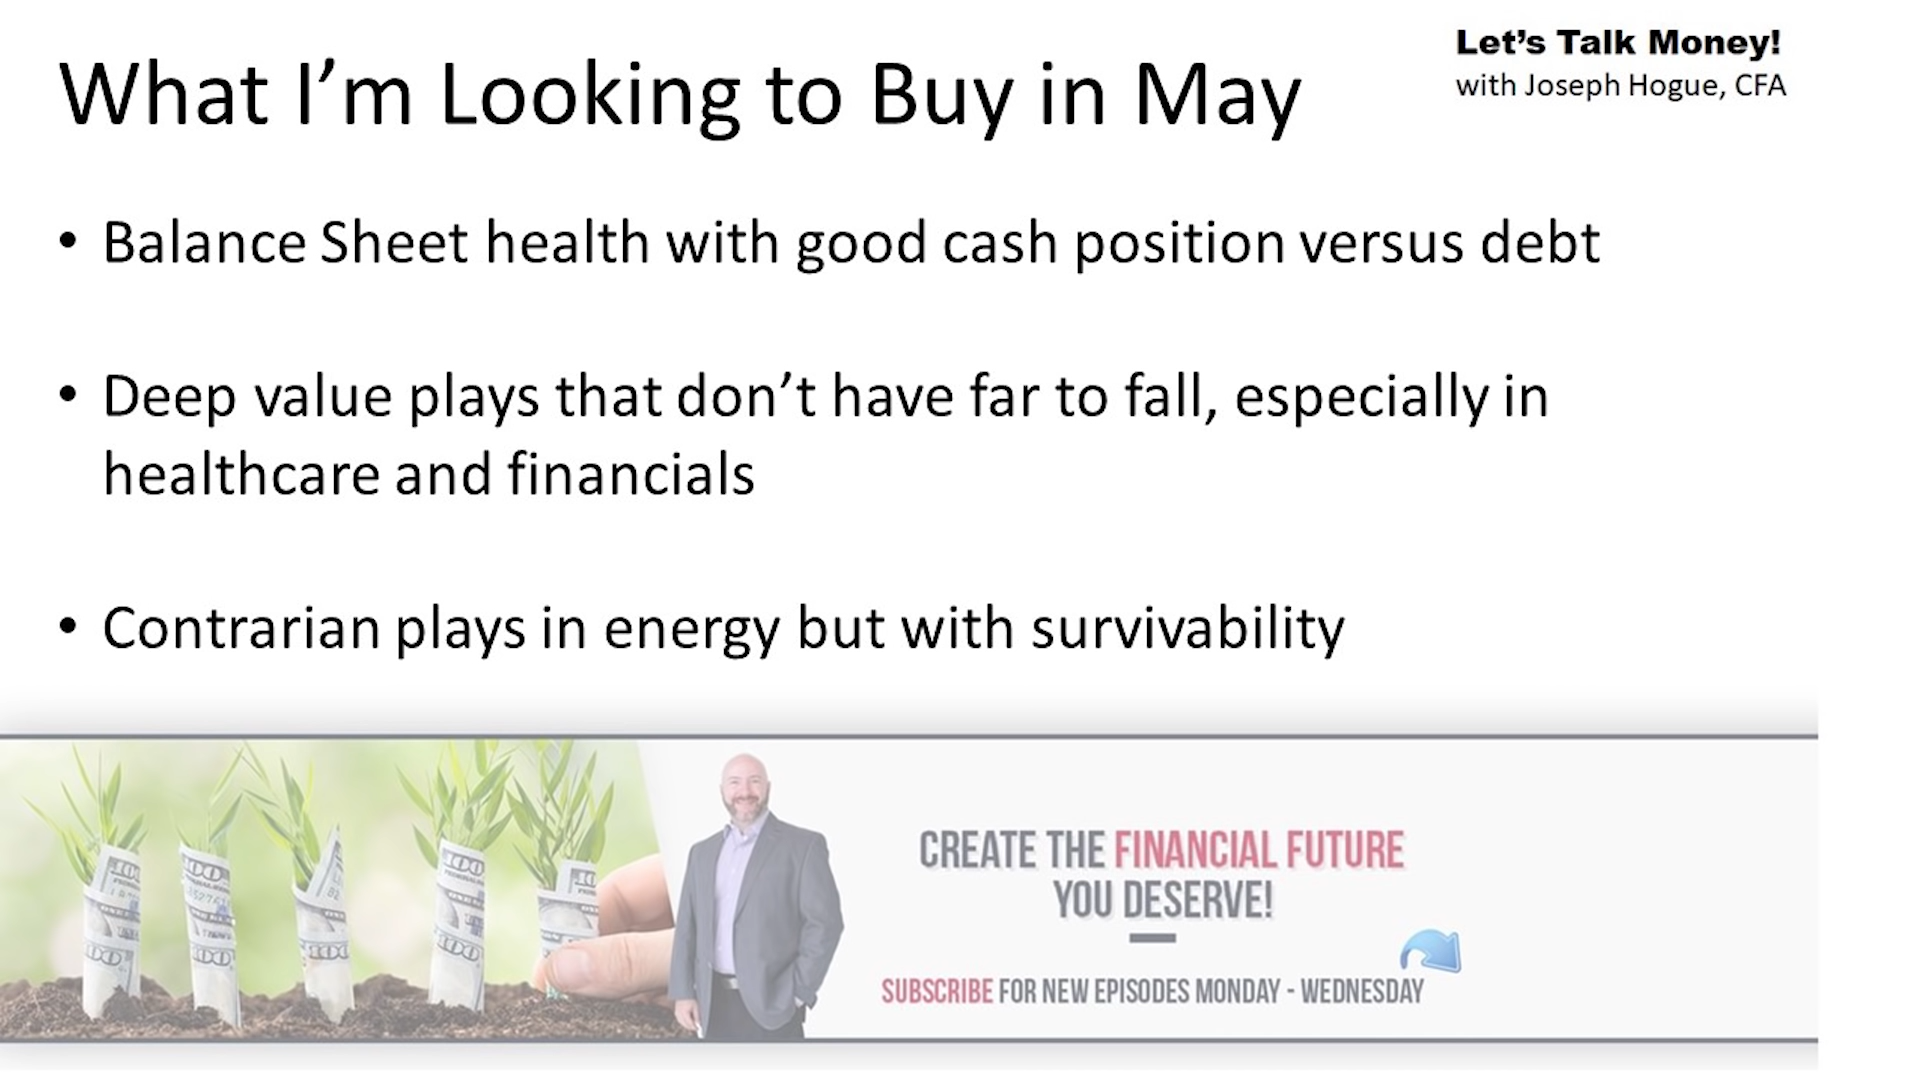 What I’m Looking to Buy in May
Let’s Talk Money!
with Joseph Hogue, CFA
• Balance Sheet health with good cash position versus debt
• Deep value plays that don’t have far to fall, especially in
healthcare and financials
• Contrarian plays in energy but with survivability
CREATE THE FINANCIAL FUTURE
YOU DESERVE!
SUBSCRIBE FOR NEW EPISODES MONDAY - WEDNESDAY